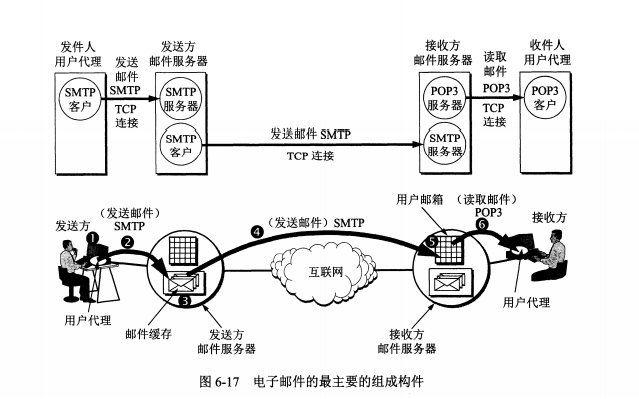 发件人
用户代理
发送
邮件
SMTP
TCP
连接
发送方
邮件服务器
接收方
邮件服务器
读取
邮件
POP3
TCP
连接
收件人
用户代理
SMTP
客户
SMTP
服务器
SMTP
客户
发送邮件 SMTP
TCP 连接
POP3
服务器
SMTP
服务器
POP3
客户
发送方
❶
(发送邮件)
SMTP
❷
❸
❹
(发送邮件) SMTP
用户邮箱
(读取邮件)
POP3
❺
❻
接收方
互联网
用户代理
邮件缓存
发送方
邮件服务器
接收方
邮件服务器
用户代理
图 6-17 电子邮件的最主要的组成构件